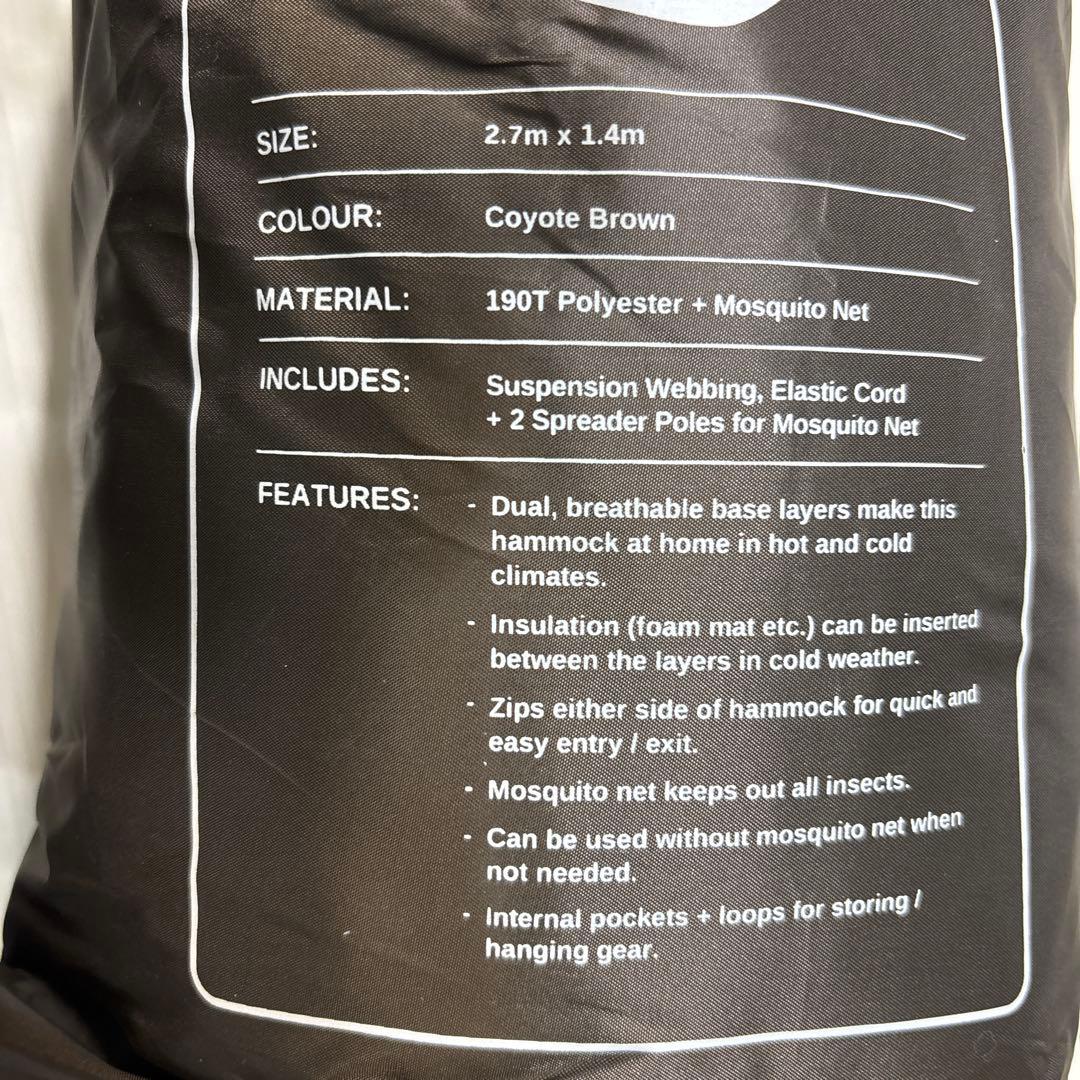 SIZE: 2.7m x 1.4m
COLOUR: Coyote Brown
MATERIAL: 190T Polyester + Mosquito Net
INCLUDES: Suspension Webbing, Elastic Cord
+ 2 Spreader Poles for Mosquito Net
FEATURES: - Dual, breathable base layers make this
hammock at home in hot and cold
climates.
- Insulation (foam mat etc.) can be inserted
between the layers in cold weather.
- Zips either side of hammock for quick and
easy entry / exit.
- Mosquito net keeps out all insects.
- Can be used without mosquito net when
not needed.
- Internal pockets + loops for storing /
hanging gear.